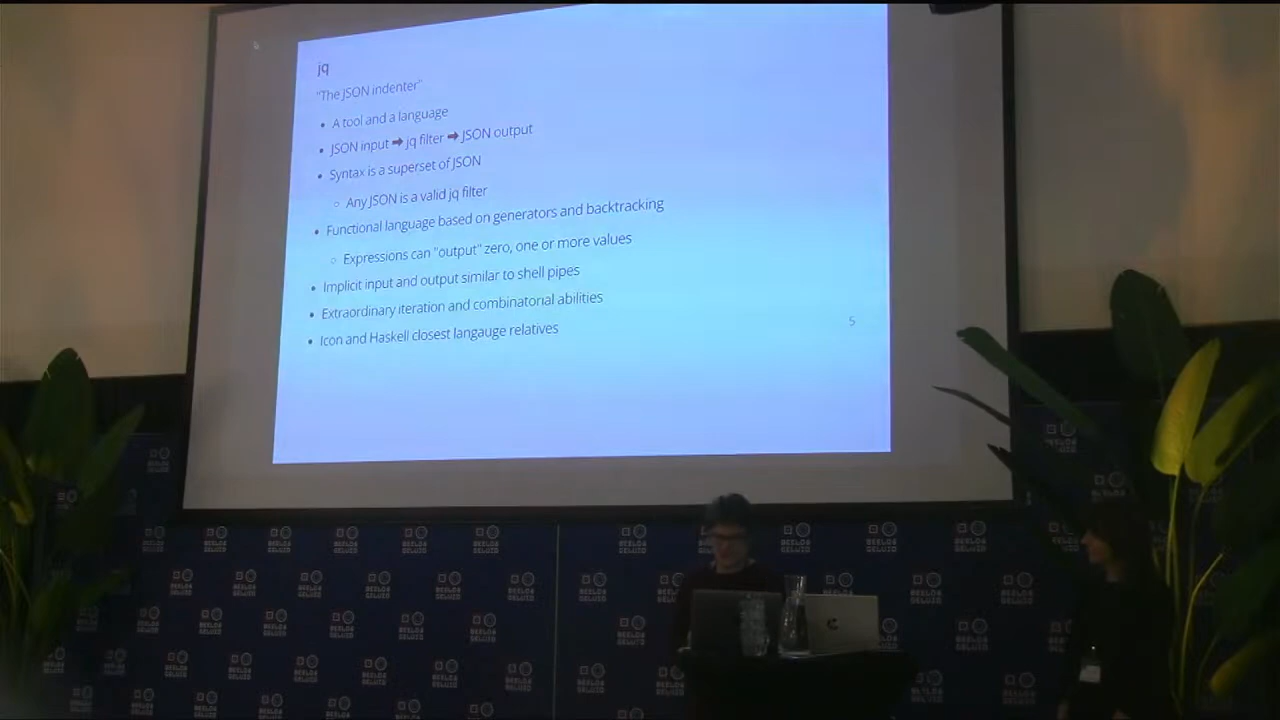 jq
"The JSON indenter"
• A tool and a language
• JSON input ➡ jq filter ➡ JSON output
• Syntax is a superset of JSON
○ Any JSON is a valid jq filter
• Functional language based on generators and backtracking
○ Expressions can "output" zero, one or more values
• Implicit input and output similar to shell pipes
• Extraordinary iteration and combinatorial abilities
• Icon and Haskell closest langauge relatives
5
BEELD&
GELUID